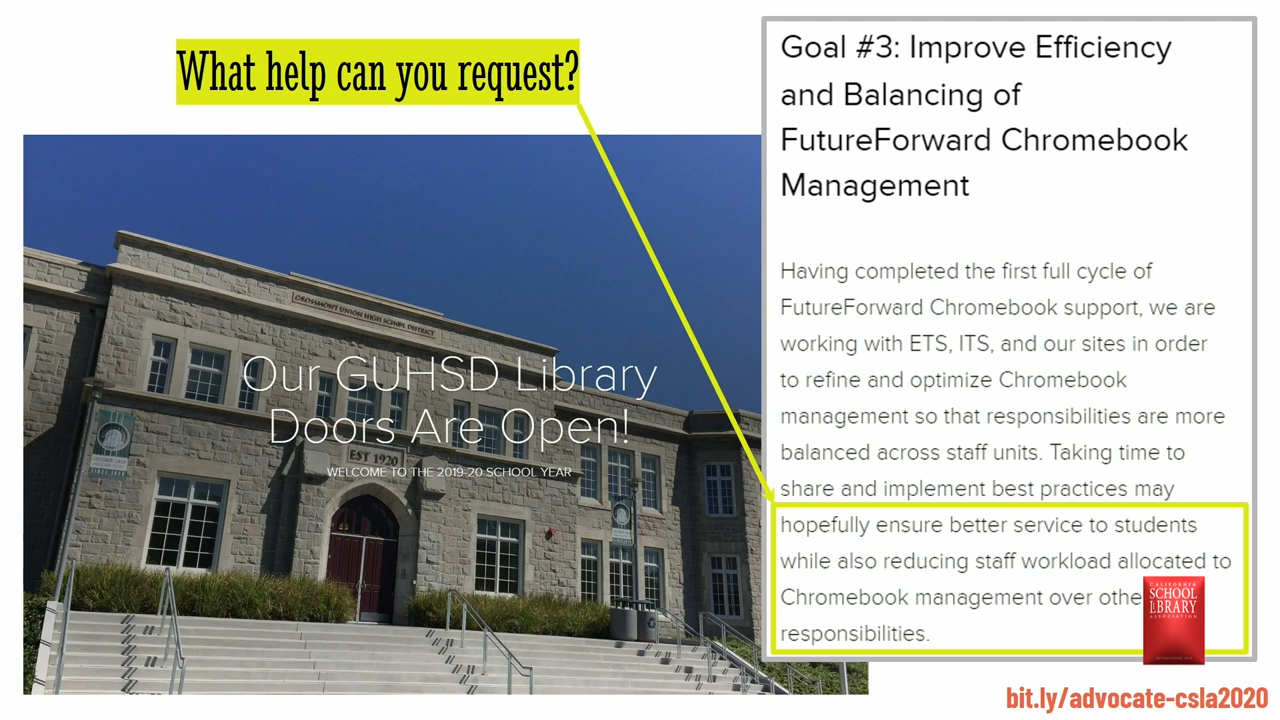 What help can you request?
GROSSMONT UNION HIGH SCHOOL DISTRICT
Our GUHSD Library
Doors Are Open!
EST 1920
WELCOME TO THE 2019-20 SCHOOL YEAR
Goal #3: Improve Efficiency
and Balancing of
FutureForward Chromebook
Management
Having completed the first full cycle of
FutureForward Chromebook support, we are
working with ETS, ITS, and our sites in order
to refine and optimize Chromebook
management so that responsibilities are more
balanced across staff units. Taking time to
share and implement best practices may
hopefully ensure better service to students
while also reducing staff workload allocated to
Chromebook management over othe
responsibilities.
CALIFORNIA
SCHOOL
LIBRARY
ASSOCIATION
bit.ly/advocate-csla2020